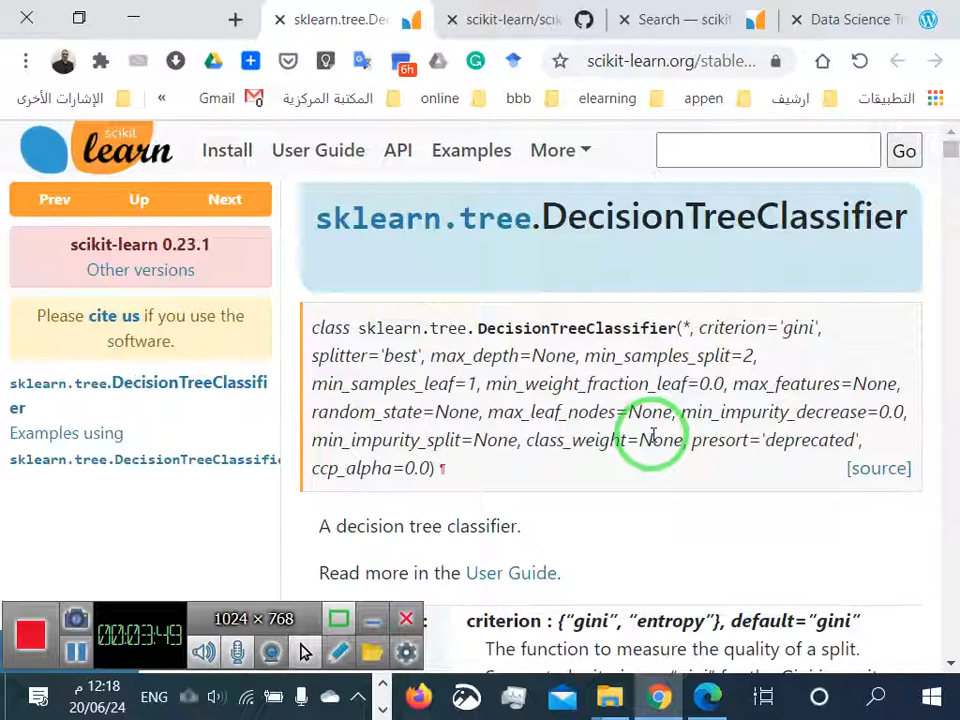 sklearn.tree.De
scikit-learn/sci
Search — scikit
Data Science Tr
6h
scikit-learn.org/stable...
الإشارات الأخرى
«
Gmail
المكتبة المركزية
online
bbb
elearning
appen
ارشيف
التطبيقات
scikit
learn
Install
User Guide
API
Examples
More
Go
Prev
Up
Next
scikit-learn 0.23.1
Other versions
Please cite us if you use the
software.
sklearn.tree.DecisionTreeClassifi
er
Examples using
sklearn.tree.DecisionTreeClassifie
sklearn.tree.DecisionTreeClassifier
class sklearn.tree.DecisionTreeClassifier(*, criterion='gini',
splitter='best', max_depth=None, min_samples_split=2,
min_samples_leaf=1, min_weight_fraction_leaf=0.0, max_features=None,
random_state=None, max_leaf_nodes=None, min_impurity_decrease=0.0,
min_impurity_split=None, class_weight=None, presort='deprecated',
ccp_alpha=0.0) ¶
[source]
A decision tree classifier.
Read more in the User Guide.
criterion : {“gini”, “entropy”}, default=”gini”
The function to measure the quality of a split.
00:03:49
1024 × 768
12:18 م
20/06/24
ENG